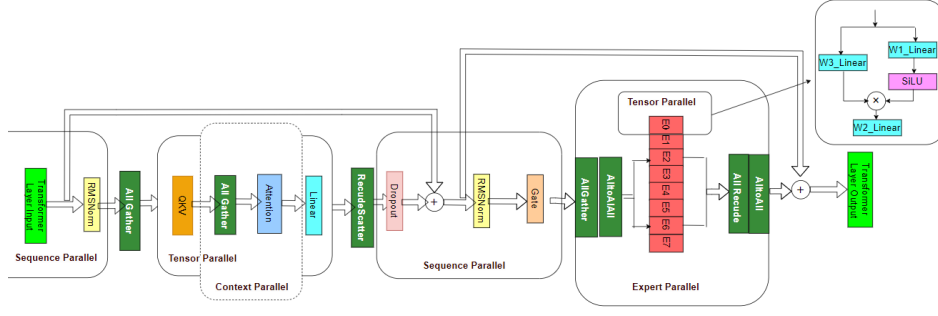 Transformer
Layer Input
RMSNorm
Sequence Parallel
All Gather
QKV
Tensor Parallel
All Gather
Attention
Context Parallel
Linear
RecudeScatter
Dropout
+
RMSNorm
Gate
Sequence Parallel
AllGather
AlltoAlAll
Tensor Parallel
E0
E1
E2
E3
E4
E5
E6
E7
Expert Parallel
All Recude
AlltoAll
+
Transformer
Layer Output
W1_Linear
W3_Linear
SiLU
×
W2_Linear